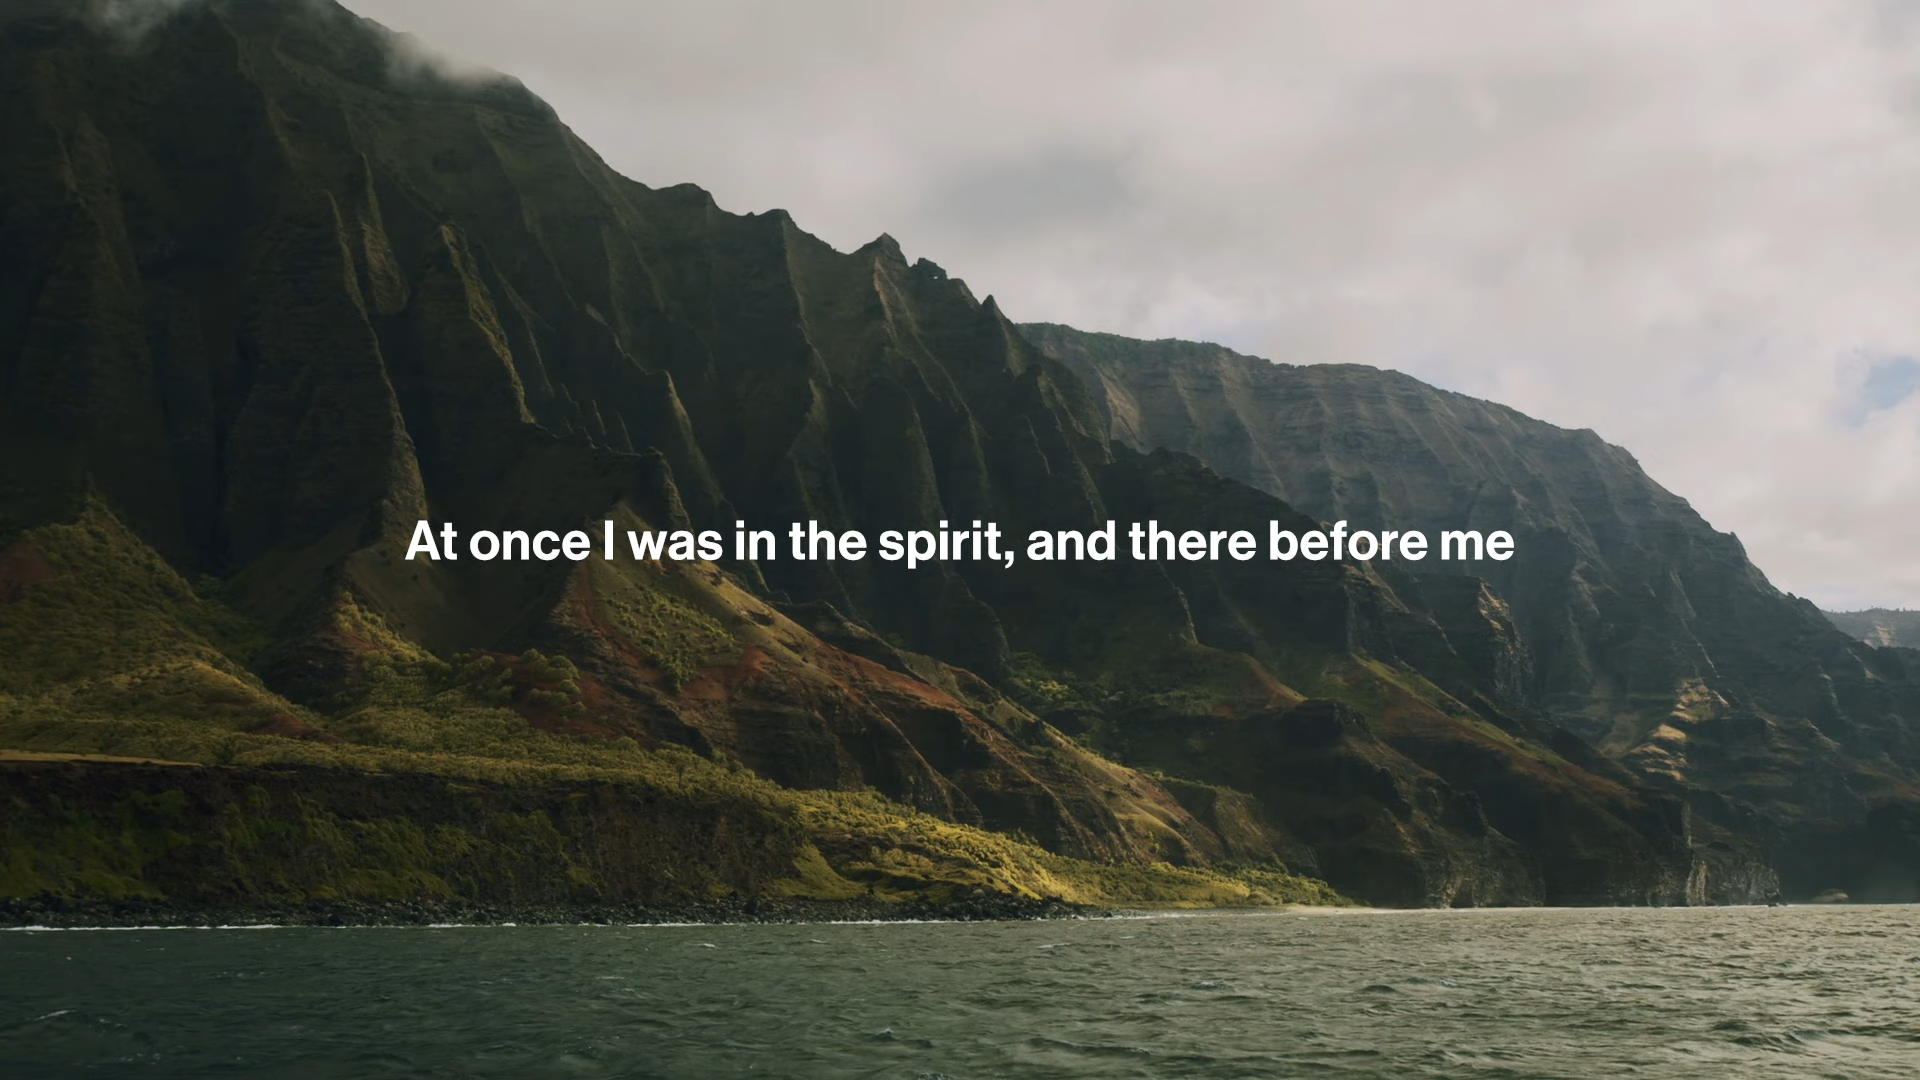 At once I was in the spirit, and there before me